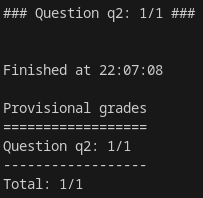 ### Question q2: 1/1 ###
Finished at 22:07:08
Provisional grades
==================
Question q2: 1/1
------------------
Total: 1/1